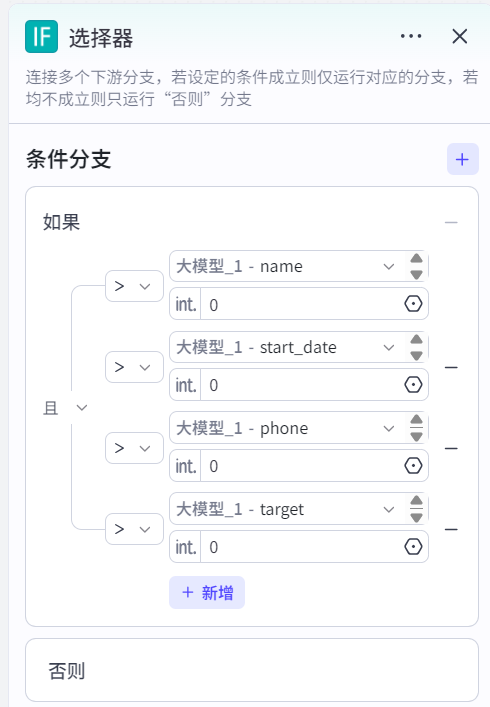 IF 选择器
连接多个下游分支，若设定的条件成立则仅运行对应的分支，若
均不成立则只运行“否则”分支
条件分支
如果
> 大模型_1 - name
int. 0
> 大模型_1 - start_date
int. 0
且
> 大模型_1 - phone
int. 0
> 大模型_1 - target
int. 0
+ 新增
否则